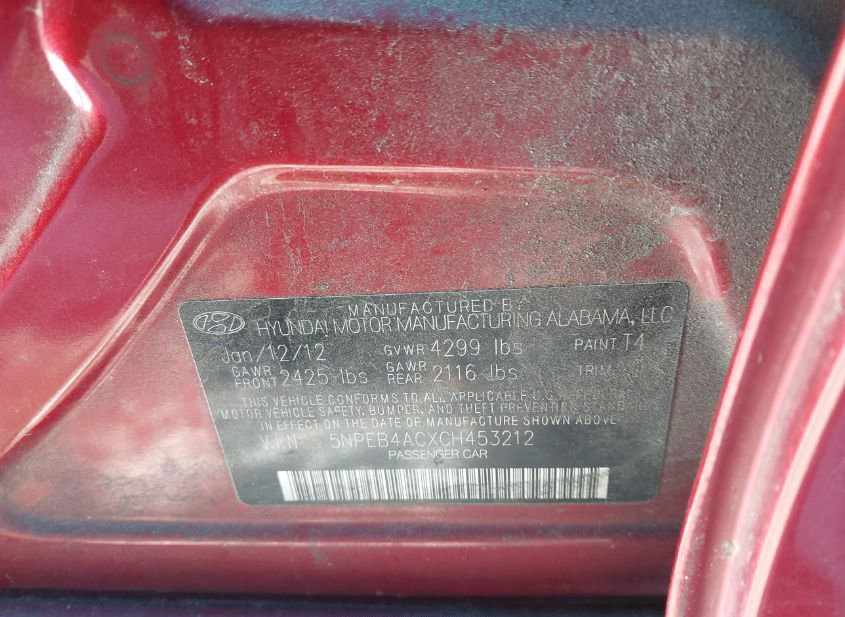 MANUFACTURED BY
HYUNDAI MOTOR MANUFACTURING ALABAMA, LLC
Jan/12/12 GVWR 4299 lbs PAINT T4
GAWR FRONT 2425 lbs GAWR REAR 2116 lbs TRIM
THIS VEHICLE CONFORMS TO ALL APPLICABLE U.S. FEDERAL
MOTOR VEHICLE SAFETY, BUMPER, AND THEFT PREVENTION
IN EFFECT ON THE DATE OF MANUFACTURE SHOWN ABOVE
V.I.N 5NPEB4ACXCH453212
PASSENGER CAR